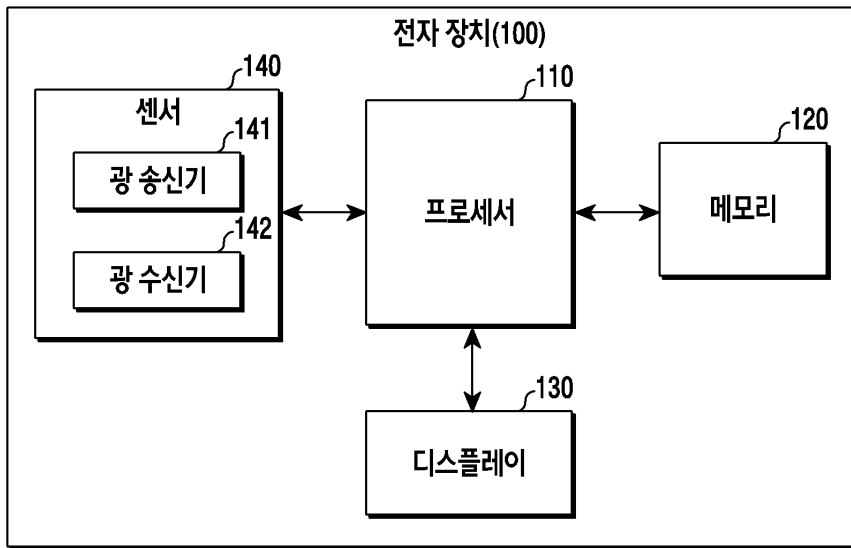 전자 장치(100)
140
센서
141
광 송신기
142
광 수신기
110
프로세서
120
메모리
130
디스플레이